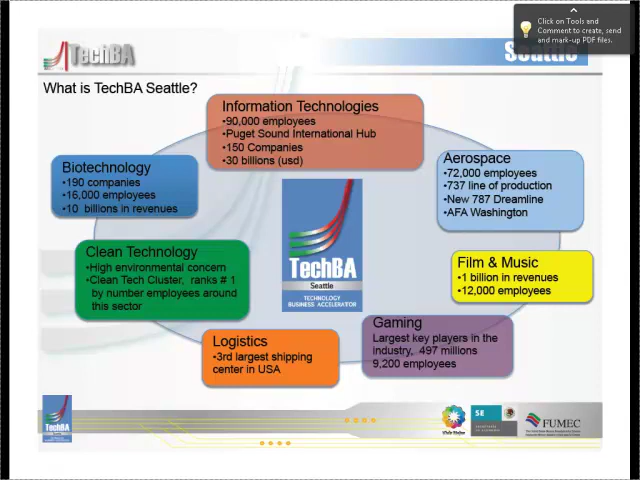 Click on Tools and
Comment to create, send
and mark-up PDF files.
TechBA
Seattle
What is TechBA Seattle?
Information Technologies
•90,000 employees
•Puget Sound International Hub
•150 Companies
•30 billions (usd)
Biotechnology
•190 companies
•16,000 employees
•10 billions in revenues
Aerospace
•72,000 employees
•737 line of production
•New 787 Dreamline
•AFA Washington
Clean Technology
•High environmental concern
•Clean Tech Cluster, ranks # 1
by number employees around
this sector
TechBA
Seattle
TECHNOLOGY
BUSINESS ACCELERATOR
Film & Music
•1 billion in revenues
•12,000 employees
Logistics
•3rd largest shipping
center in USA
Gaming
Largest key players in the
industry, 497 millions
9,200 employees
TechBA
Vivir Mejor
SE
FUMEC